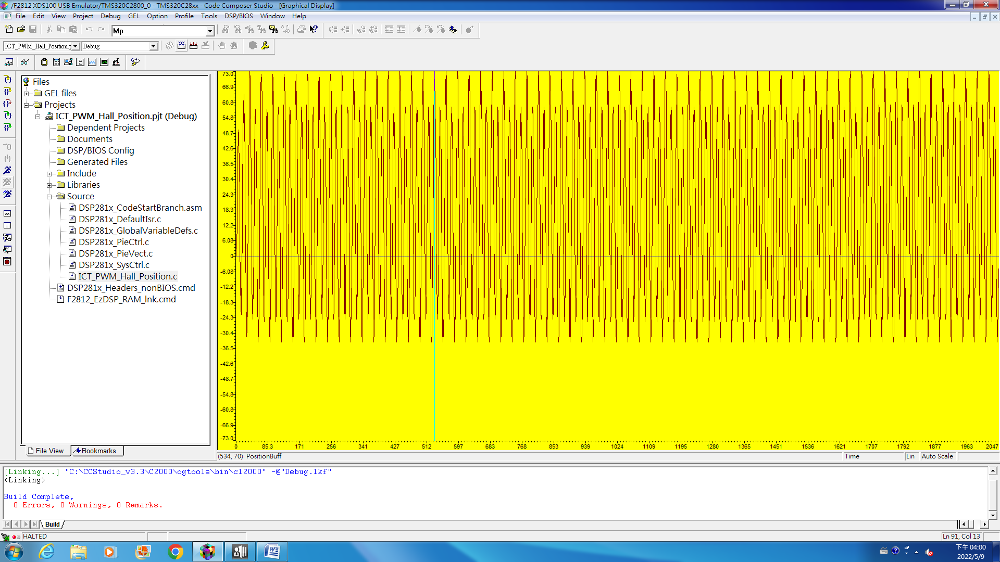 /F2812 XDS100 USB Emulator/TMS320C2800_0 - TMS320C28xx - Code Composer Studio - [Graphical Display]
File Edit View Project Debug GEL Option Profile Tools DSP/BIOS Window Help
Mp
ICT_PWM_Hall_Position.p Debug
Files
GEL files
Projects
ICT_PWM_Hall_Position.pjt (Debug)
Dependent Projects
Documents
DSP/BIOS Config
Generated Files
Include
Libraries
Source
DSP281x_CodeStartBranch.asm
DSP281x_DefaultIsr.c
DSP281x_GlobalVariableDefs.c
DSP281x_PieCtrl.c
DSP281x_PieVect.c
DSP281x_SysCtrl.c
ICT_PWM_Hall_Position.c
DSP281x_Headers_nonBIOS.cmd
F2812_EzDSP_RAM_lnk.cmd
File View Bookmarks
73.0
66.9
60.8
54.8
48.7
42.6
36.5
30.4
24.3
18.3
12.2
6.08
0
-6.08
-12.2
-18.3
-24.3
-30.4
-36.5
-42.6
-48.7
-54.8
-60.8
-66.9
-73.0
0 85.3 171 256 341 427 512 597 683 768 853 939 1024 1109 1195 1280 1365 1451 1536 1621 1707 1792 1877 1963 2047
(534, 70) PositionBuff Time Lin Auto Scale
[Linking...] "C:\CCStudio_v3.3\C2000\cgtools\bin\cl2000" -@"Debug.lkf"
<Linking>
Build Complete,
0 Errors, 0 Warnings, 0 Remarks.
Build
HALTED Ln 91, Col 13
下午 04:00
2022/5/9